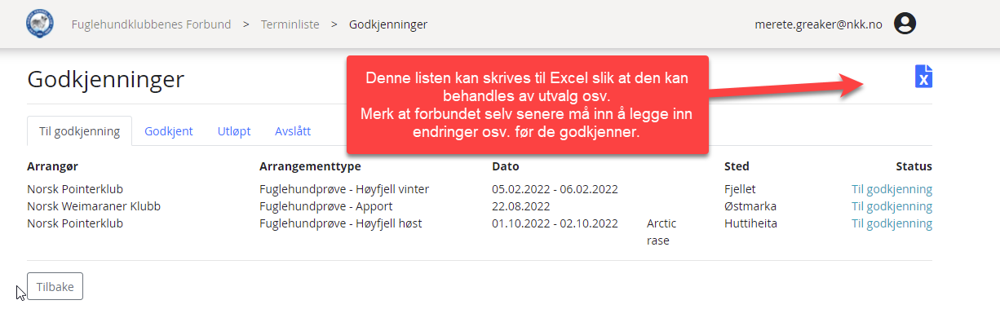 Fuglehundklubbenes Forbund > Terminliste > Godkjenninger
merete.greaker@nkk.no
Godkjenninger
Denne listen kan skrives til Excel slik at den kan
behandles av utvalg osv.
Merk at forbundet selv senere må inn å legge inn
endringer osv. før de godkjenner.
X
Til godkjenning Godkjent Utløpt Avslått
Arrangør Arrangementtype Dato Sted Status
Norsk Pointerklub Fuglehundprøve - Høyfjell vinter 05.02.2022 - 06.02.2022 Fjellet Til godkjenning
Norsk Weimaraner Klubb Fuglehundprøve - Apport 22.08.2022 Østmarka Til godkjenning
Norsk Pointerklub Fuglehundprøve - Høyfjell høst 01.10.2022 - 02.10.2022 Arctic Huttiheita Til godkjenning
rase
Tilbake